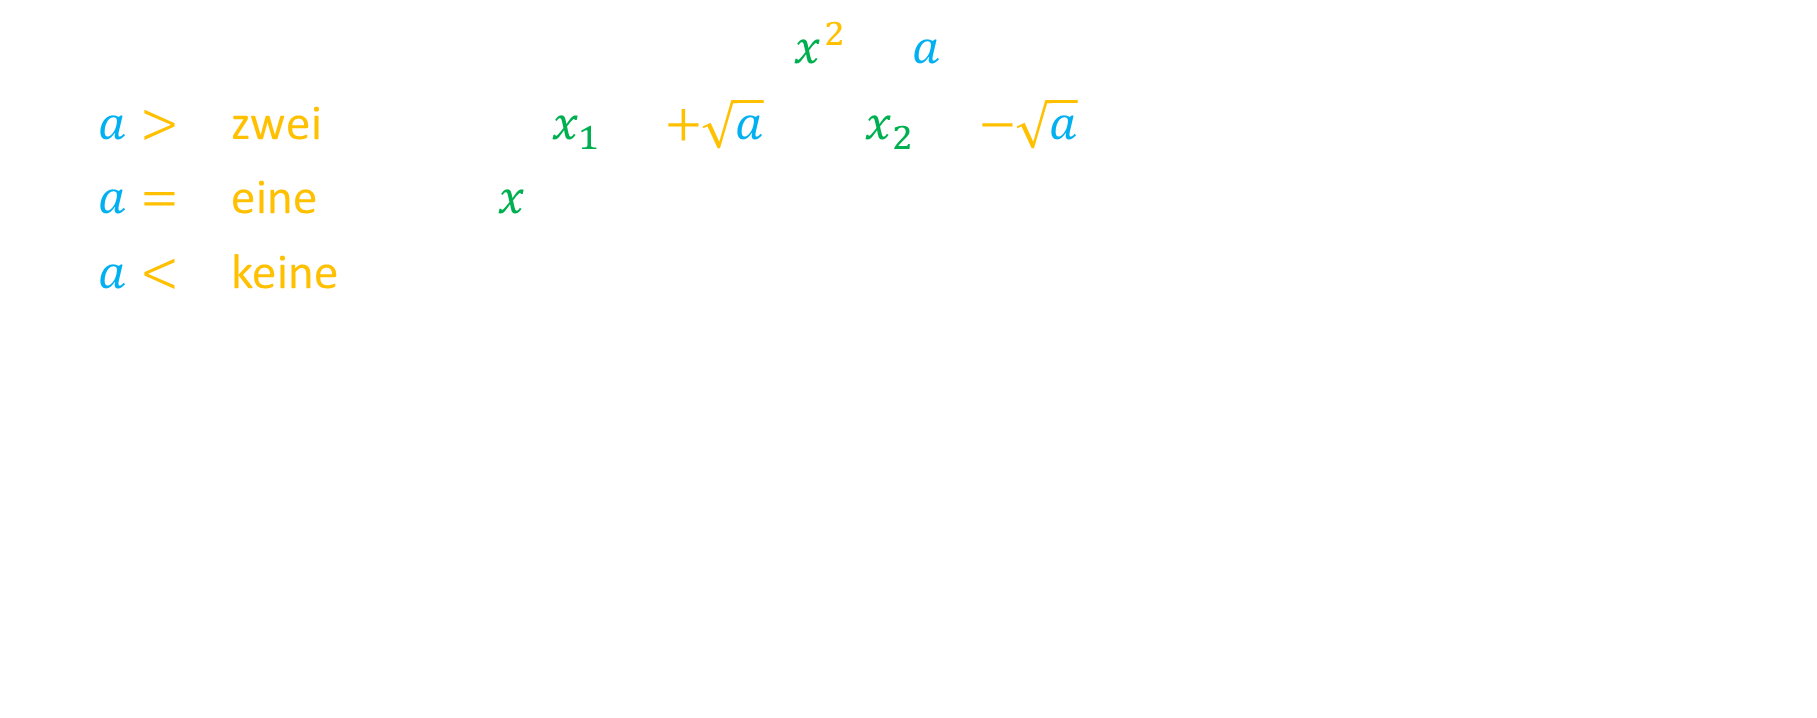 x² a
a > zwei x₁ +√a x₂ −√a
a = eine x
a < keine